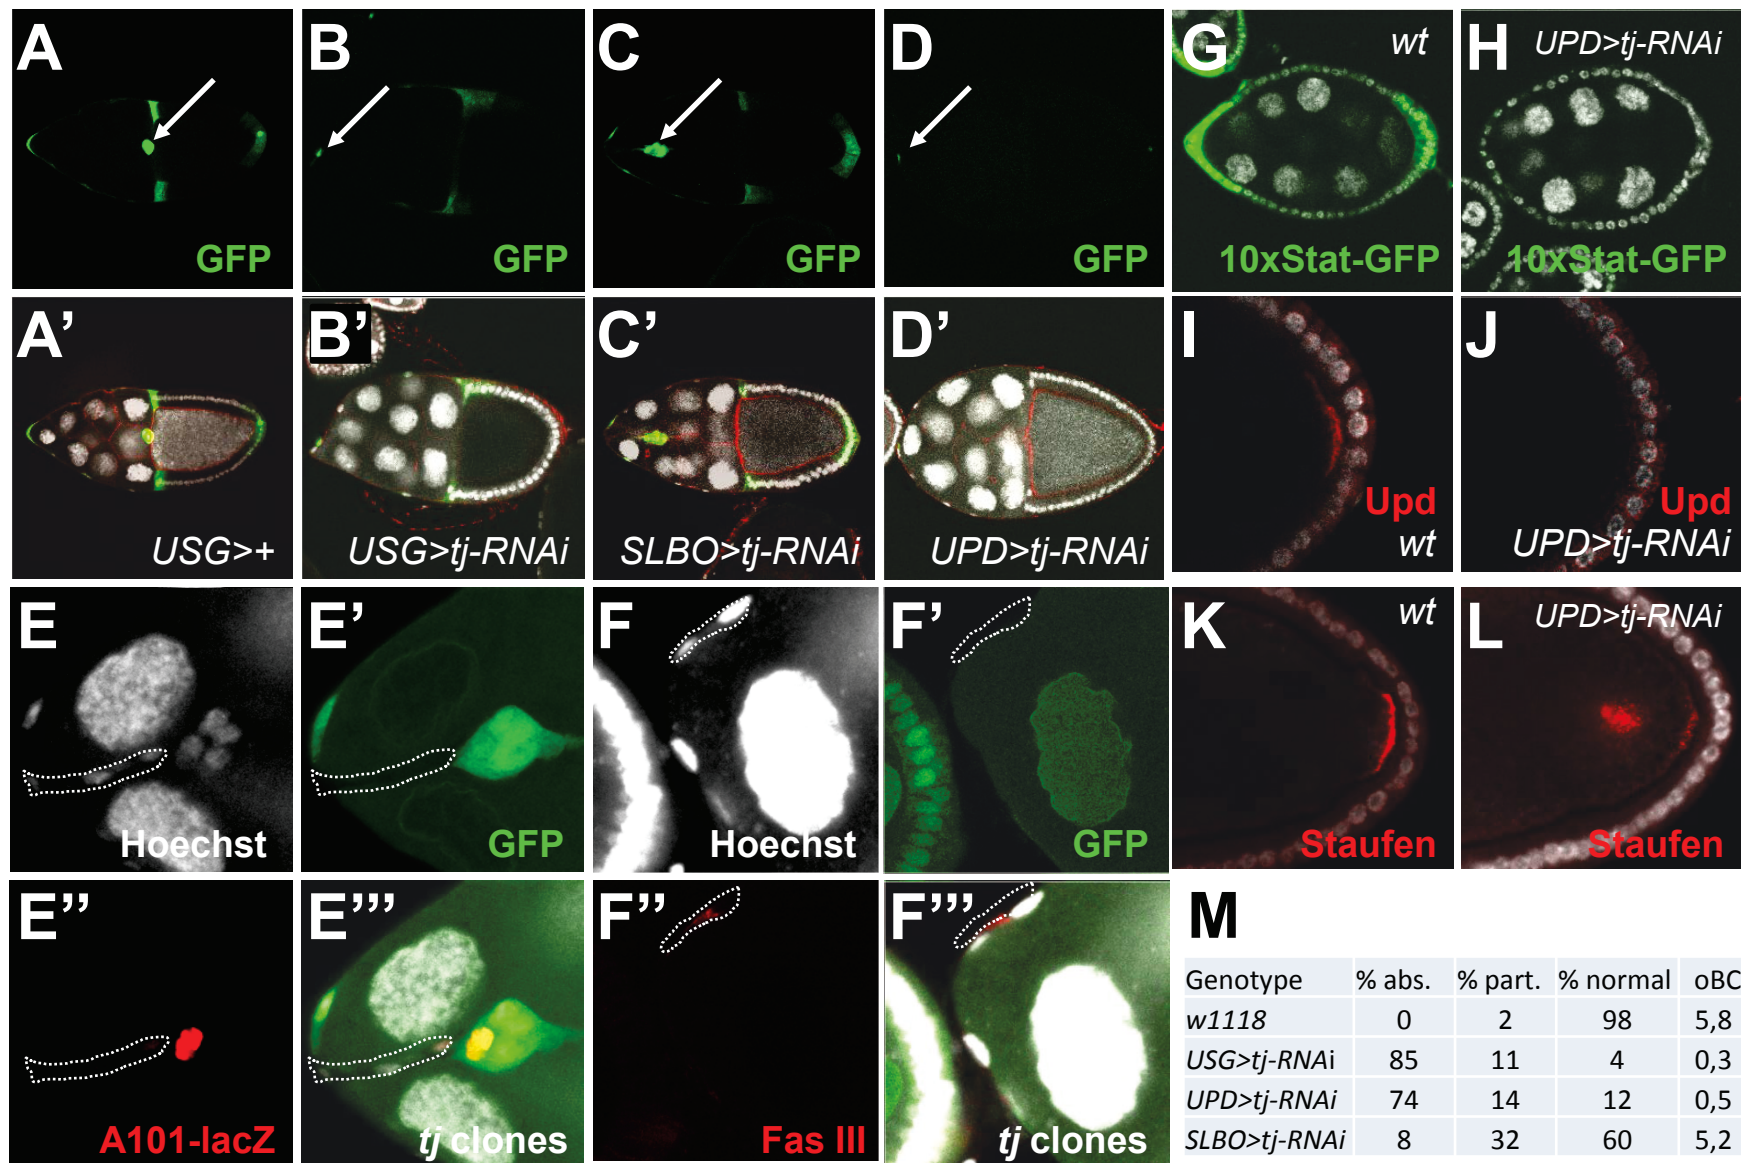 A
GFP
B
GFP
C
GFP
D
GFP
G
wt
10xStat-GFP
H
UPD>tj-RNAi
10xStat-GFP
A’
USG>+
B’
USG>tj-RNAi
C’
SLBO>tj-RNAi
D’
UPD>tj-RNAi
I
Upd
wt
J
Upd
UPD>tj-RNAi
E
Hoechst
E’
GFP
F
Hoechst
F’
GFP
K
wt
Staufen
L
UPD>tj-RNAi
Staufen
E’’
A101-lacZ
E’’’
tj clones
F’’
Fas III
F’’’
tj clones
M
Genotype % abs. % part. % normal oBC
w1118 0 2 98 5,8
USG>tj-RNAi 85 11 4 0,3
UPD>tj-RNAi 74 14 12 0,5
SLBO>tj-RNAi 8 32 60 5,2